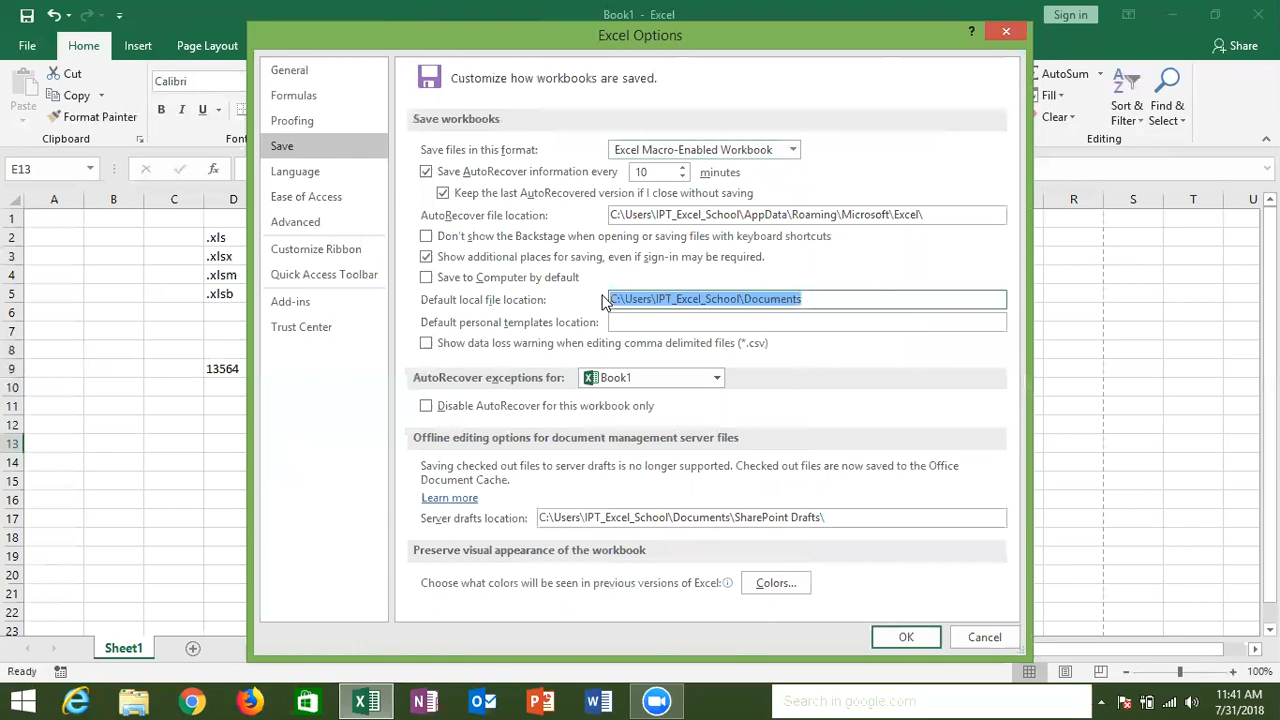 Book1 - Excel
Sign in
Excel Options
?
File
Home
Insert
Page Layout
Share
Cut
Copy
Format Painter
Paste
Clipboard
Calibri
B I U
Fon
AutoSum
Fill
Clear
Sort &
Filter
Find &
Select
Editing
E13
fx
General
Formulas
Proofing
Save
Language
Ease of Access
Advanced
Customize Ribbon
Quick Access Toolbar
Add-ins
Trust Center
Customize how workbooks are saved.
Save workbooks
Save files in this format: Excel Macro-Enabled Workbook
Save AutoRecover information every 10 minutes
Keep the last AutoRecovered version if I close without saving
AutoRecover file location: C:\Users\IPT_Excel_School\AppData\Roaming\Microsoft\Excel\
Don't show the Backstage when opening or saving files with keyboard shortcuts
Show additional places for saving, even if sign-in may be required.
Save to Computer by default
Default local file location: C:\Users\IPT_Excel_School\Documents
Default personal templates location:
Show data loss warning when editing comma delimited files (*.csv)
AutoRecover exceptions for: Book1
Disable AutoRecover for this workbook only
Offline editing options for document management server files
Saving checked out files to server drafts is no longer supported. Checked out files are now saved to the Office
Document Cache.
Learn more
Server drafts location: C:\Users\IPT_Excel_School\Documents\SharePoint Drafts\
Preserve visual appearance of the workbook
Choose what colors will be seen in previous versions of Excel: Colors...
OK
Cancel
A B C D R S T U
1
2 .xls
3 .xlsx
4 .xlsm
5 .xlsb
6
7
8
9 13564
10
11
12
13
14
15
16
17
18
19
20
21
22
23
Sheet1
Ready
100%
Search in google.com
11:41 AM
7/31/2018